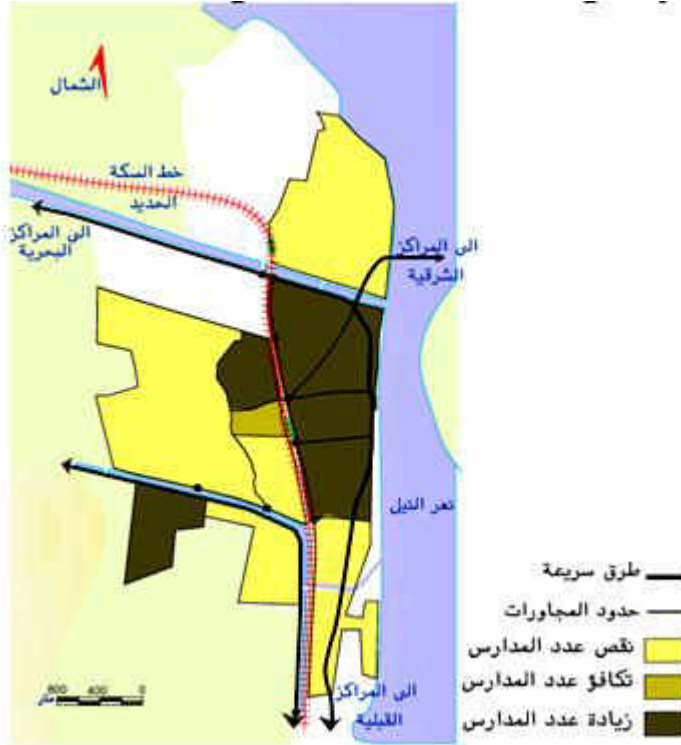 الشمال
خط السكة
الحديد
الى المراكز
البحرية
الى المراكز
الشرقية
نهر النيل
طرق سريعة
حدود المجاورات
نقص عدد المدارس
تكافؤ عدد المدارس
زيادة عدد المدارس
الى المراكز
القبلية
800 400 0
متر